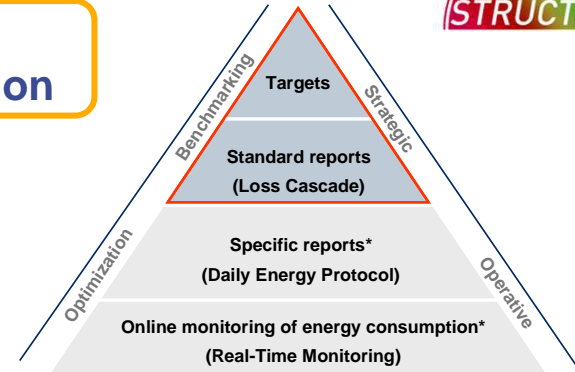 STRUCT
on
Benchmarking
Targets
Strategic
Standard reports
(Loss Cascade)
Optimization
Specific reports*
(Daily Energy Protocol)
Operative
Online monitoring of energy consumption*
(Real-Time Monitoring)